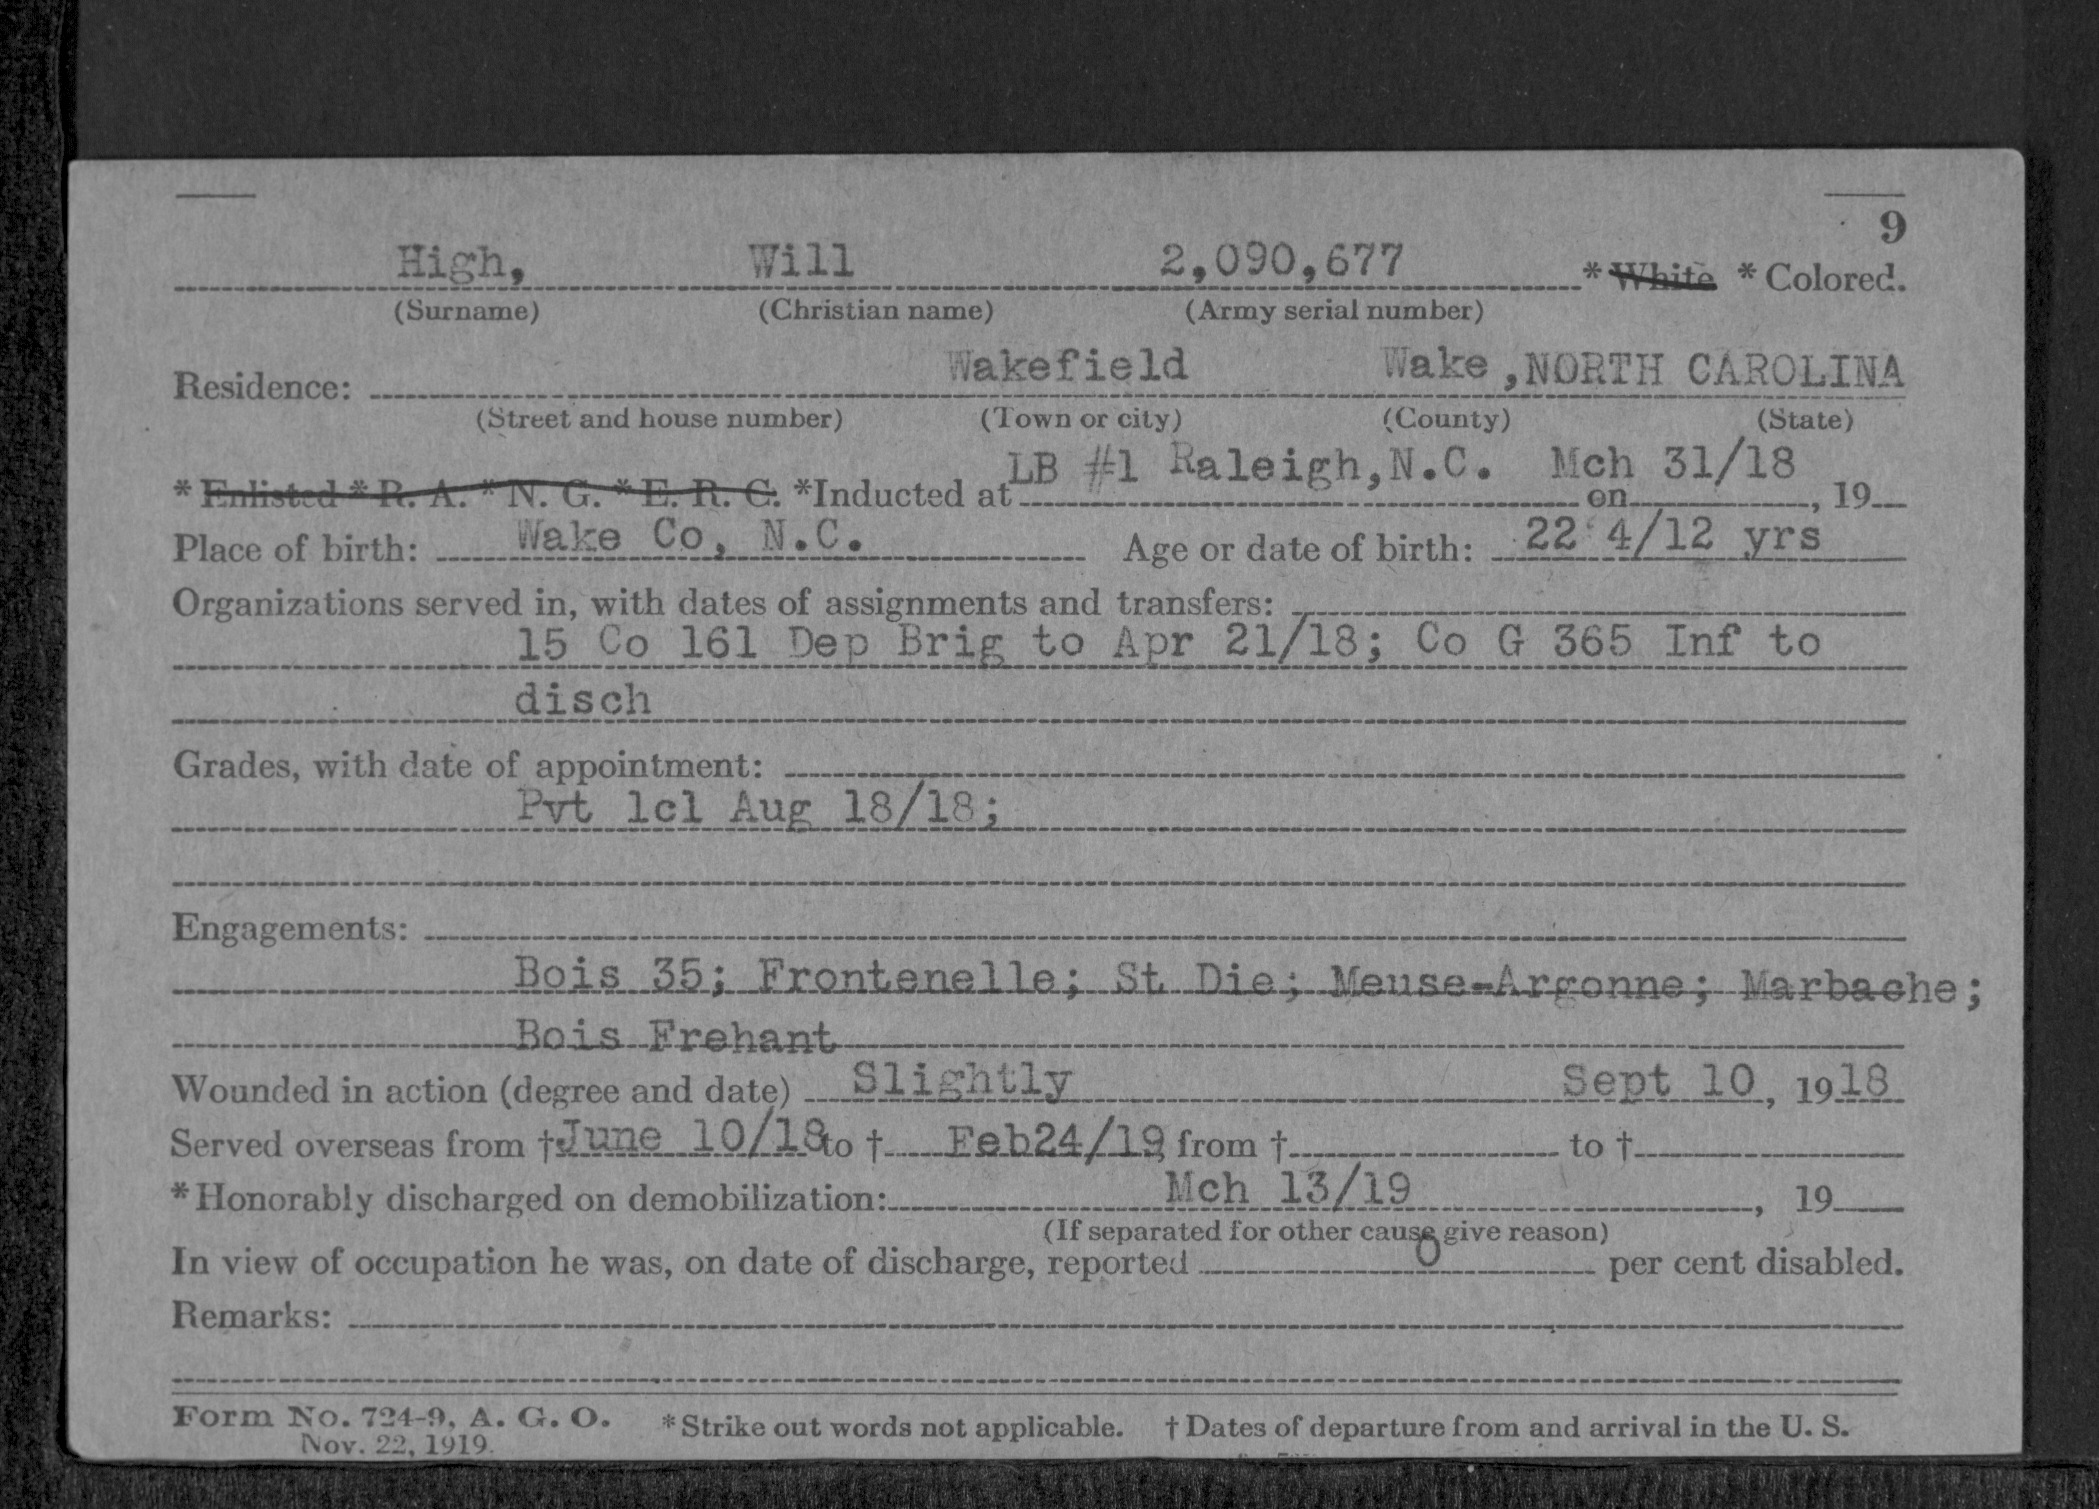 9
High, Will 2,090,677 * White * Colored.
(Surname) (Christian name) (Army serial number)
Residence: Wakefield Wake, NORTH CAROLINA
(Street and house number) (Town or city) (County) (State)
* Enlisted * R. A. * N. G. * E. R. C. *Inducted at LB #1 Raleigh,N.C. on Mch 31/18, 19
Place of birth: Wake Co, N.C. Age or date of birth: 22 4/12 yrs
Organizations served in, with dates of assignments and transfers:
15 Co 161 Dep Brig to Apr 21/18; Co G 365 Inf to
disch
Grades, with date of appointment:
Pvt 1cl Aug 18/18;
Engagements:
Bois 35; Frontenelle; St Die; Meuse-Argonne; Marbache;
Bois Frehant
Wounded in action (degree and date) Slightly Sept 10, 1918
Served overseas from † June 10/18 to † Feb24/19, from † to †
* Honorably discharged on demobilization: Mch 13/19, 19
(If separated for other cause give reason)
In view of occupation he was, on date of discharge, reported 0 per cent disabled.
Remarks:
Form No. 724-9, A. G. O. * Strike out words not applicable. † Dates of departure from and arrival in the U. S.
Nov. 22, 1919.